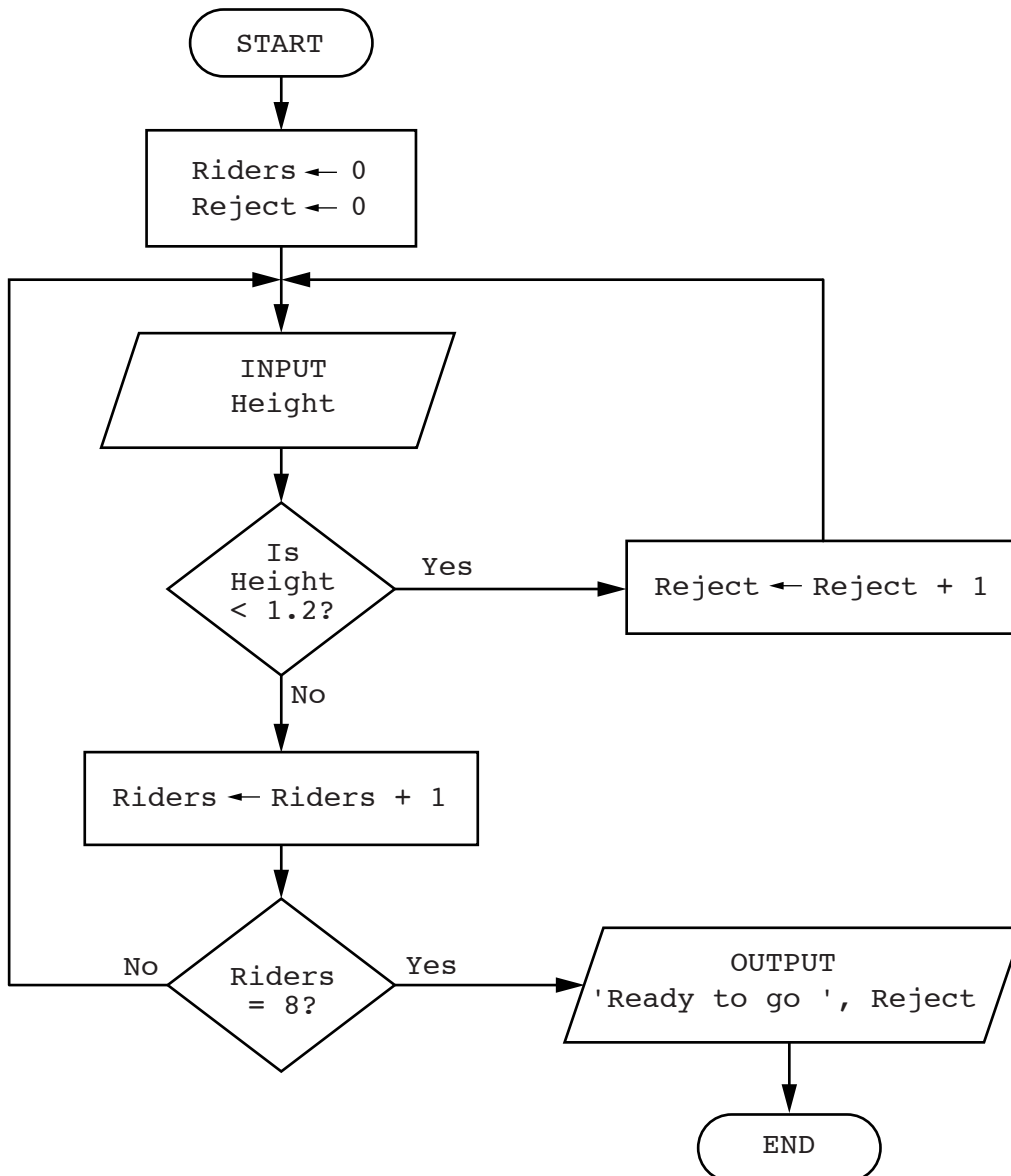 START
Riders ← 0
Reject ← 0
INPUT
Height
Is
Height
< 1.2?
Yes
Reject ← Reject + 1
No
Riders ← Riders + 1
No
Riders
= 8?
Yes
OUTPUT
'Ready to go ', Reject
END